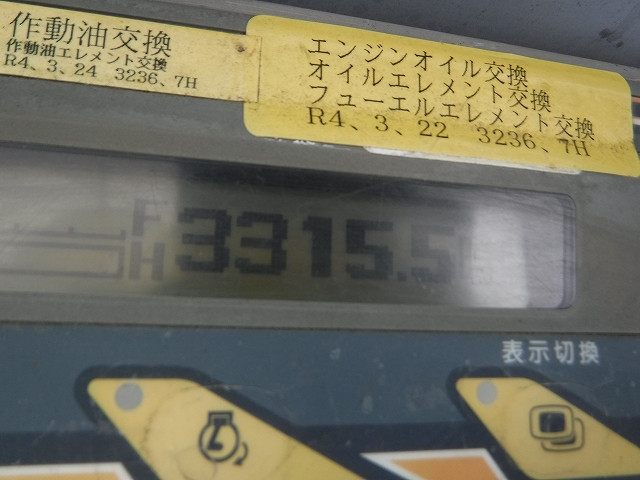 作動油交換
作動油エレメント交換
R4、3、24 3236、7H
エンジンオイル交換
オイルエレメント交換
フューエルエレメント交換
R4、3、22 3236、7H
F
H
3315.5
表示切換